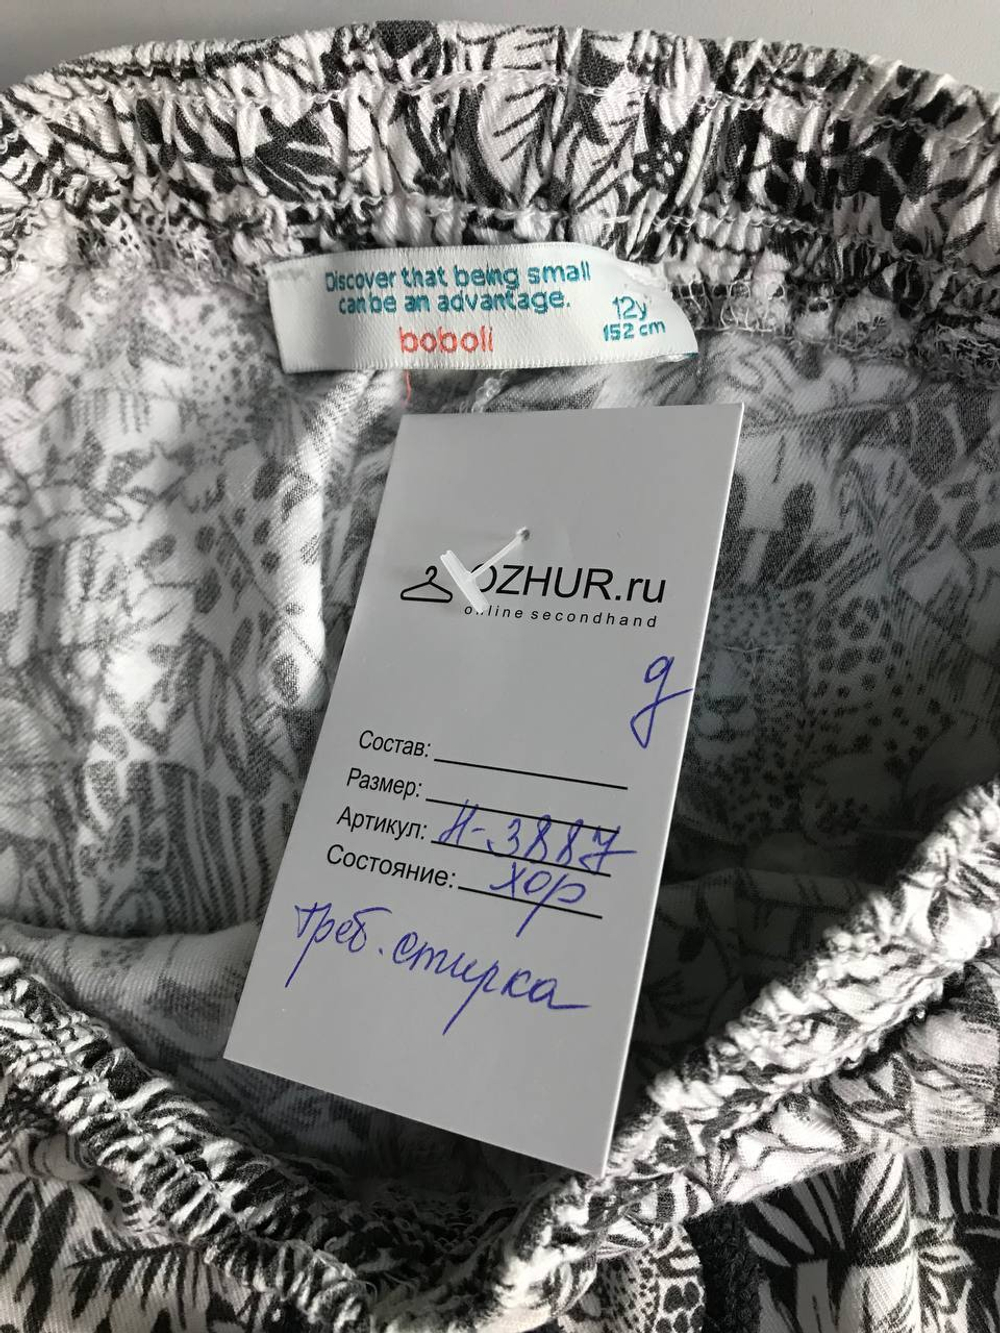 Discover that being small
can be an advantage.
boboli
12y
152 cm
OZHUR.ru
online secondhand
д
Состав:
Размер:
Артикул: Н-3887
Состояние: хор
треб. стирка